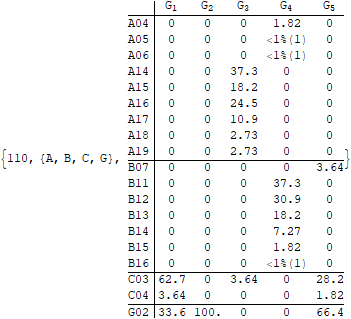 G1 G2 G3 G4 G5
A04 0 0 0 1.82 0
A05 0 0 0 <1%(1) 0
A06 0 0 0 <1%(1) 0
A14 0 0 37.3 0 0
A15 0 0 18.2 0 0
A16 0 0 24.5 0 0
A17 0 0 10.9 0 0
A18 0 0 2.73 0 0
A19 0 0 2.73 0 0
{110, {A, B, C, G}, B07 0 0 0 0 3.64}
B11 0 0 0 37.3 0
B12 0 0 0 30.9 0
B13 0 0 0 18.2 0
B14 0 0 0 7.27 0
B15 0 0 0 1.82 0
B16 0 0 0 <1%(1) 0
C03 62.7 0 3.64 0 28.2
C04 3.64 0 0 0 1.82
G02 33.6 100. 0 0 66.4